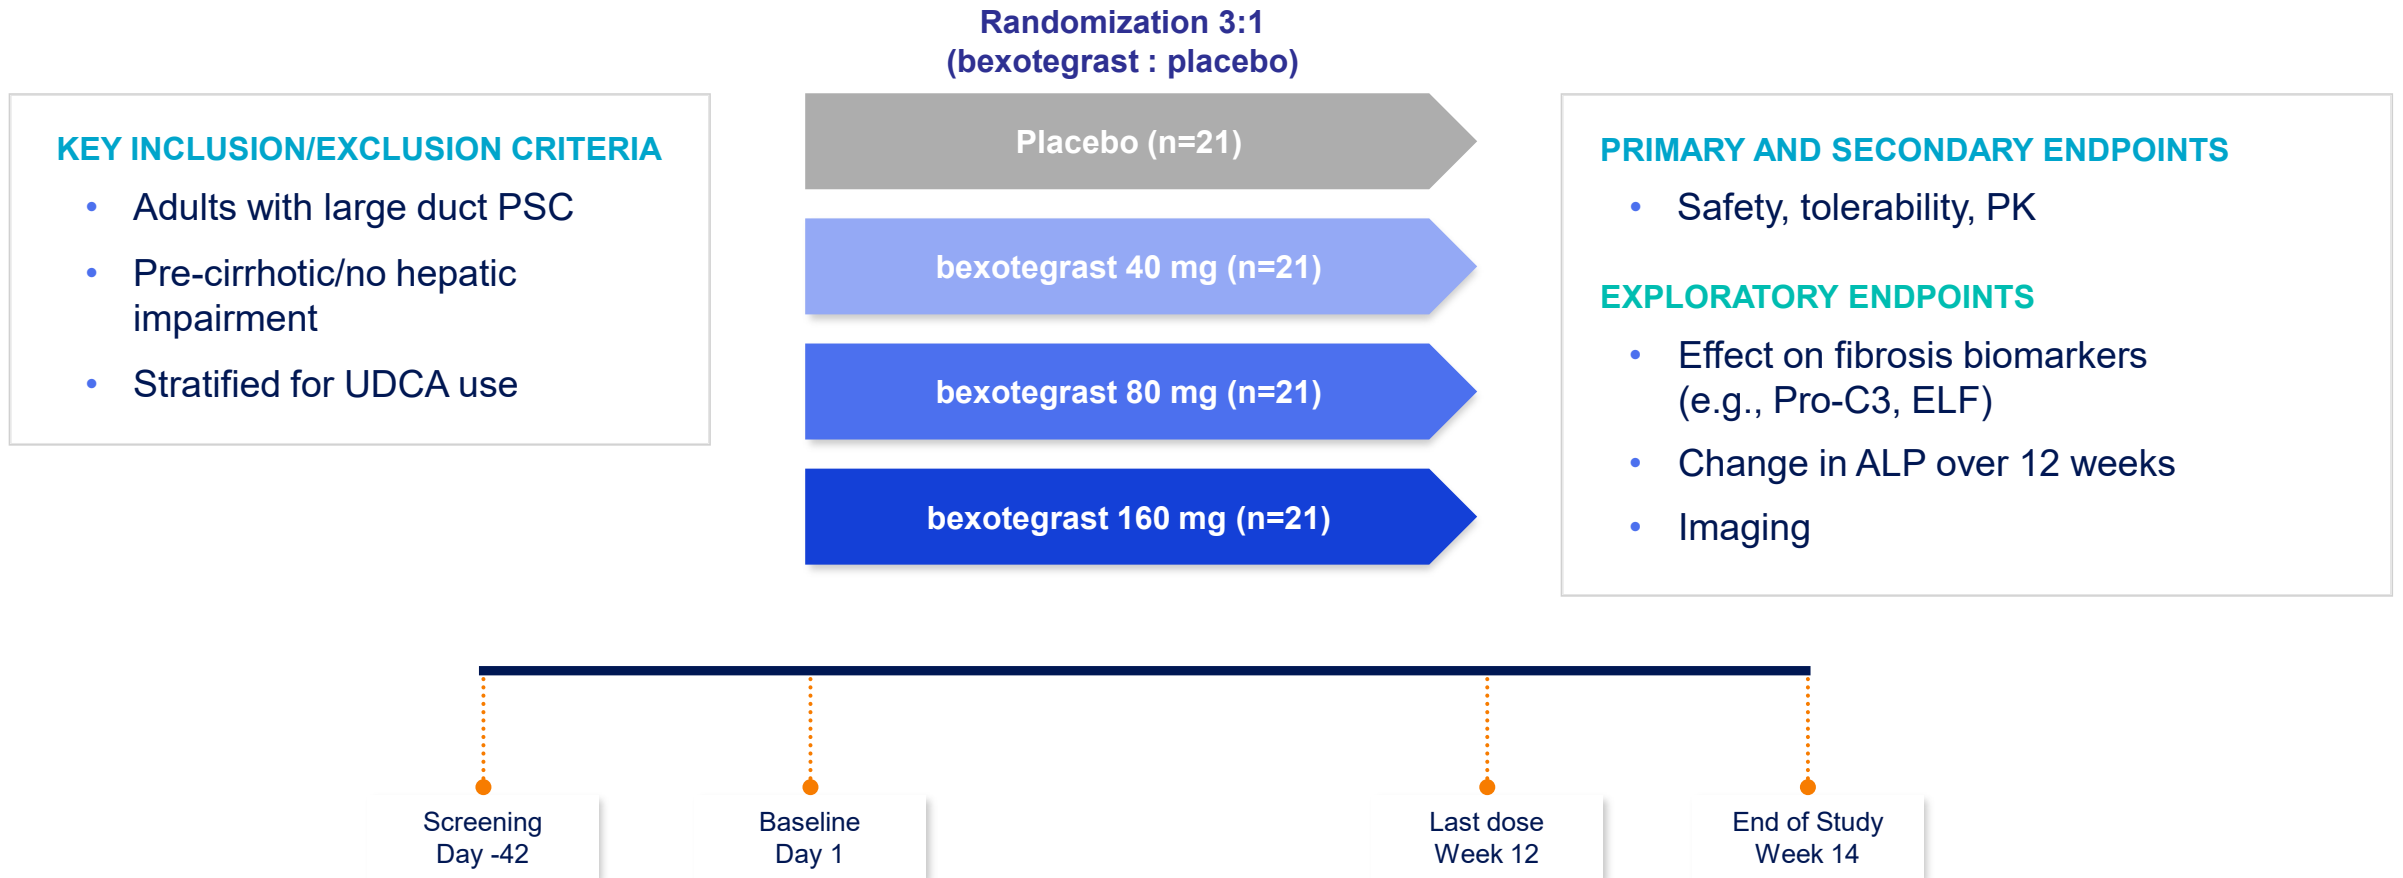 Randomization 3:1
(bexotegrast : placebo)
KEY INCLUSION/EXCLUSION CRITERIA
• Adults with large duct PSC
• Pre-cirrhotic/no hepatic
impairment
• Stratified for UDCA use
Placebo (n=21)
bexotegrast 40 mg (n=21)
bexotegrast 80 mg (n=21)
bexotegrast 160 mg (n=21)
PRIMARY AND SECONDARY ENDPOINTS
• Safety, tolerability, PK
EXPLORATORY ENDPOINTS
• Effect on fibrosis biomarkers
(e.g., Pro-C3, ELF)
• Change in ALP over 12 weeks
• Imaging
Screening
Day -42
Baseline
Day 1
Last dose
Week 12
End of Study
Week 14